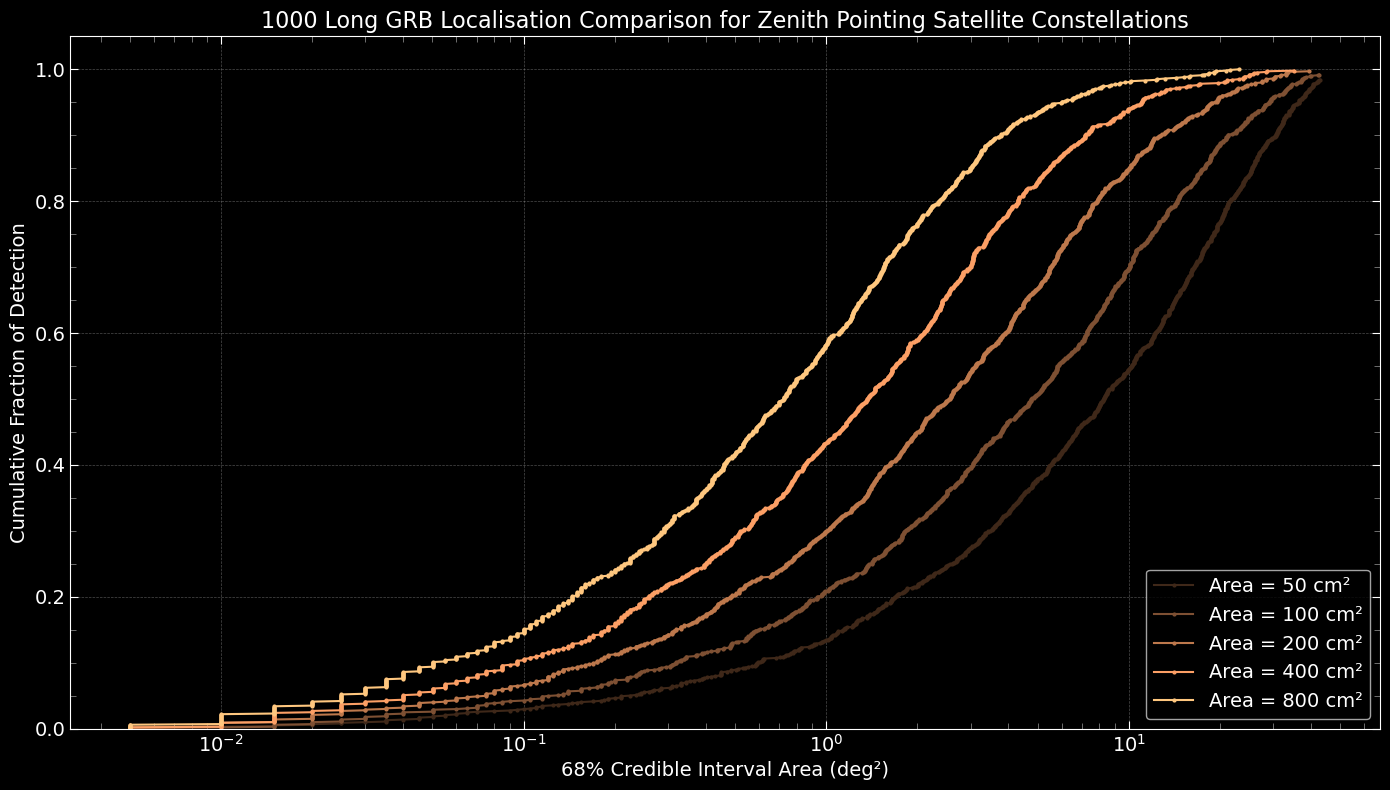 1000 Long GRB Localisation Comparison for Zenith Pointing Satellite Constellations
Cumulative Fraction of Detection
1.0
0.8
0.6
0.4
0.2
0.0
Area = 50 cm²
Area = 100 cm²
Area = 200 cm²
Area = 400 cm²
Area = 800 cm²
10⁻² 10⁻¹ 10⁰ 10¹
68% Credible Interval Area (deg²)